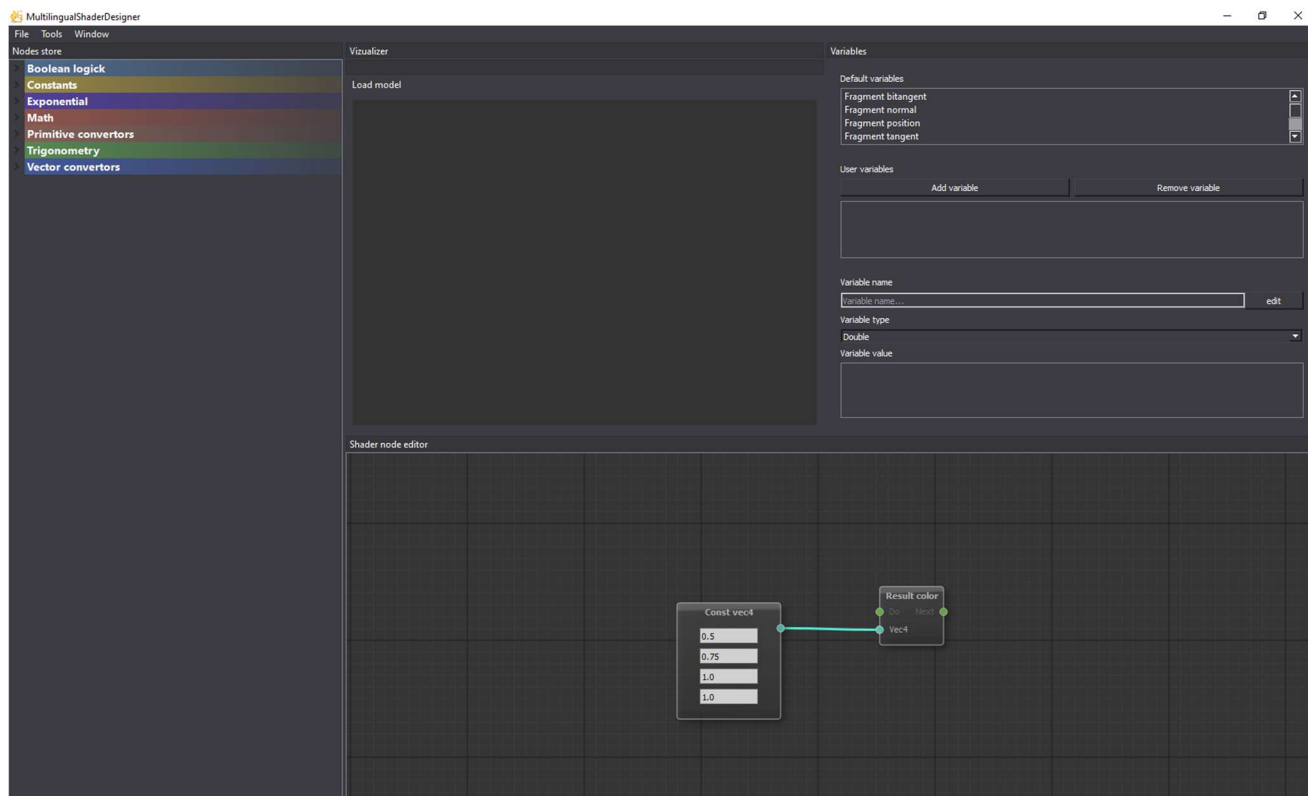 MultilingualShaderDesigner
File Tools Window
Nodes store
Boolean logick
Constants
Exponential
Math
Primitive convertors
Trigonometry
Vector convertors
Vizualizer
Load model
Variables
Default variables
Fragment bitangent
Fragment normal
Fragment position
Fragment tangent
User variables
Add variable
Remove variable
Variable name
Variable name...
edit
Variable type
Double
Variable value
Shader node editor
Const vec4
0.5
0.75
1.0
1.0
Result color
Do Next
Vec4